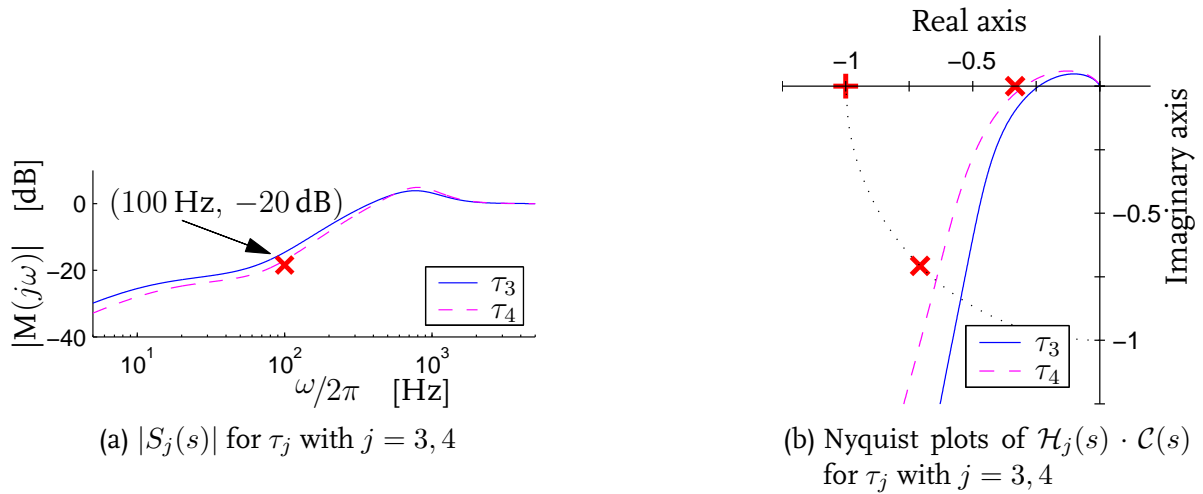 |M(jω)| [dB]
0
−20
−40
(100 Hz, −20 dB)
τ3
τ4
10^1
10^2
10^3
ω/2π [Hz]
(a) |S_j(s)| for τ_j with j = 3, 4
Real axis
−1
−0.5
Imaginary axis
−0.5
−1
τ3
τ4
(b) Nyquist plots of H_j(s) · C(s)
for τ_j with j = 3, 4